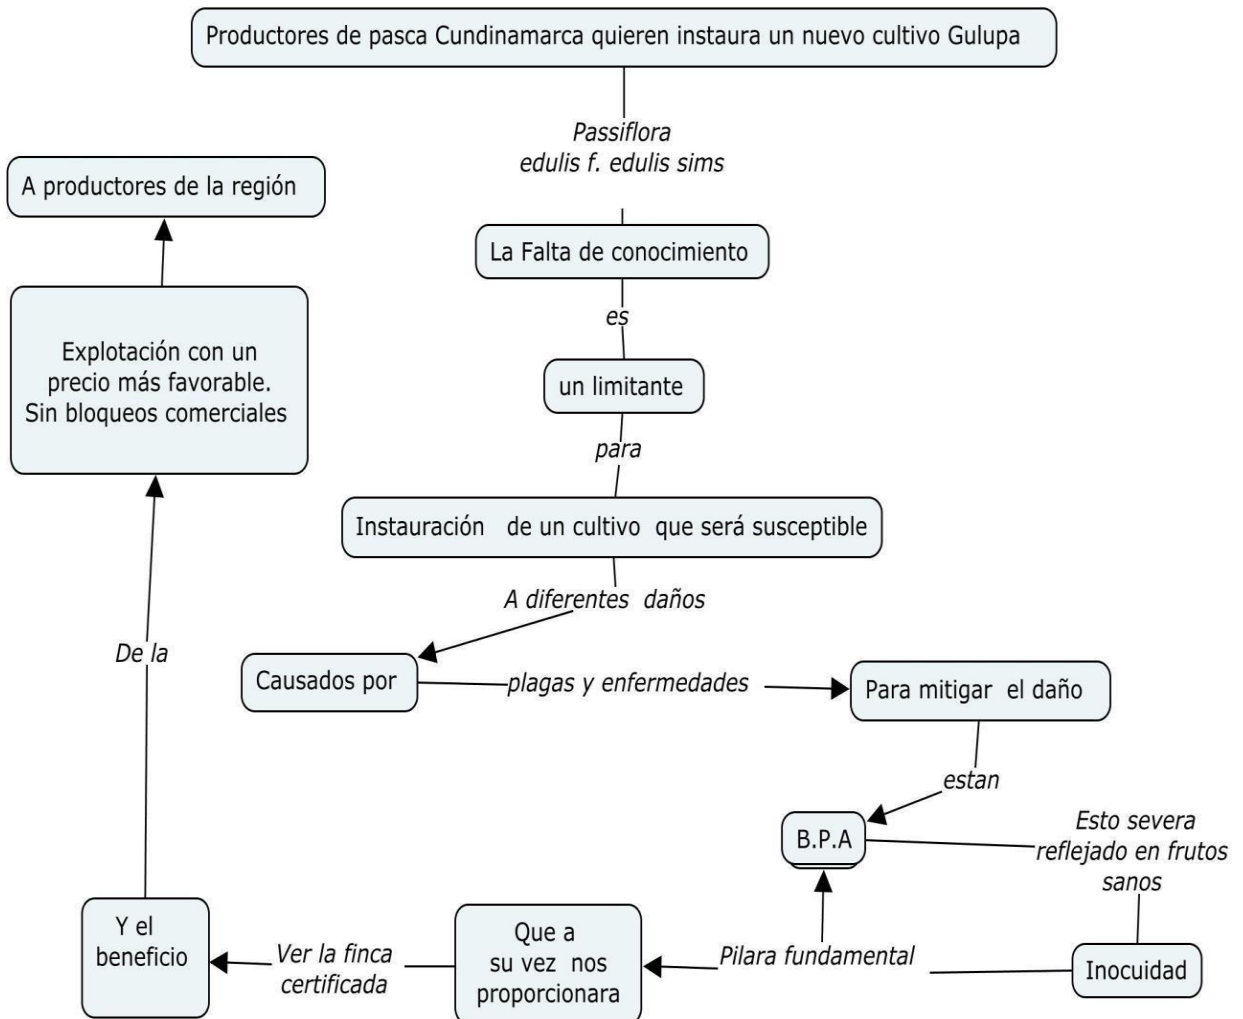 Productores de pasca Cundinamarca quieren instaura un nuevo cultivo Gulupa
Passiflora
edulis f. edulis sims
La Falta de conocimiento
es
un limitante
para
Instauración de un cultivo que será susceptible
A diferentes daños
Causados por
plagas y enfermedades
Para mitigar el daño
estan
B.P.A
Esto severa
reflejado en frutos
sanos
Inocuidad
Pilara fundamental
Que a
su vez nos
proporcionara
Ver la finca
certificada
Y el
beneficio
De la
Explotación con un
precio más favorable.
Sin bloqueos comerciales
A productores de la región